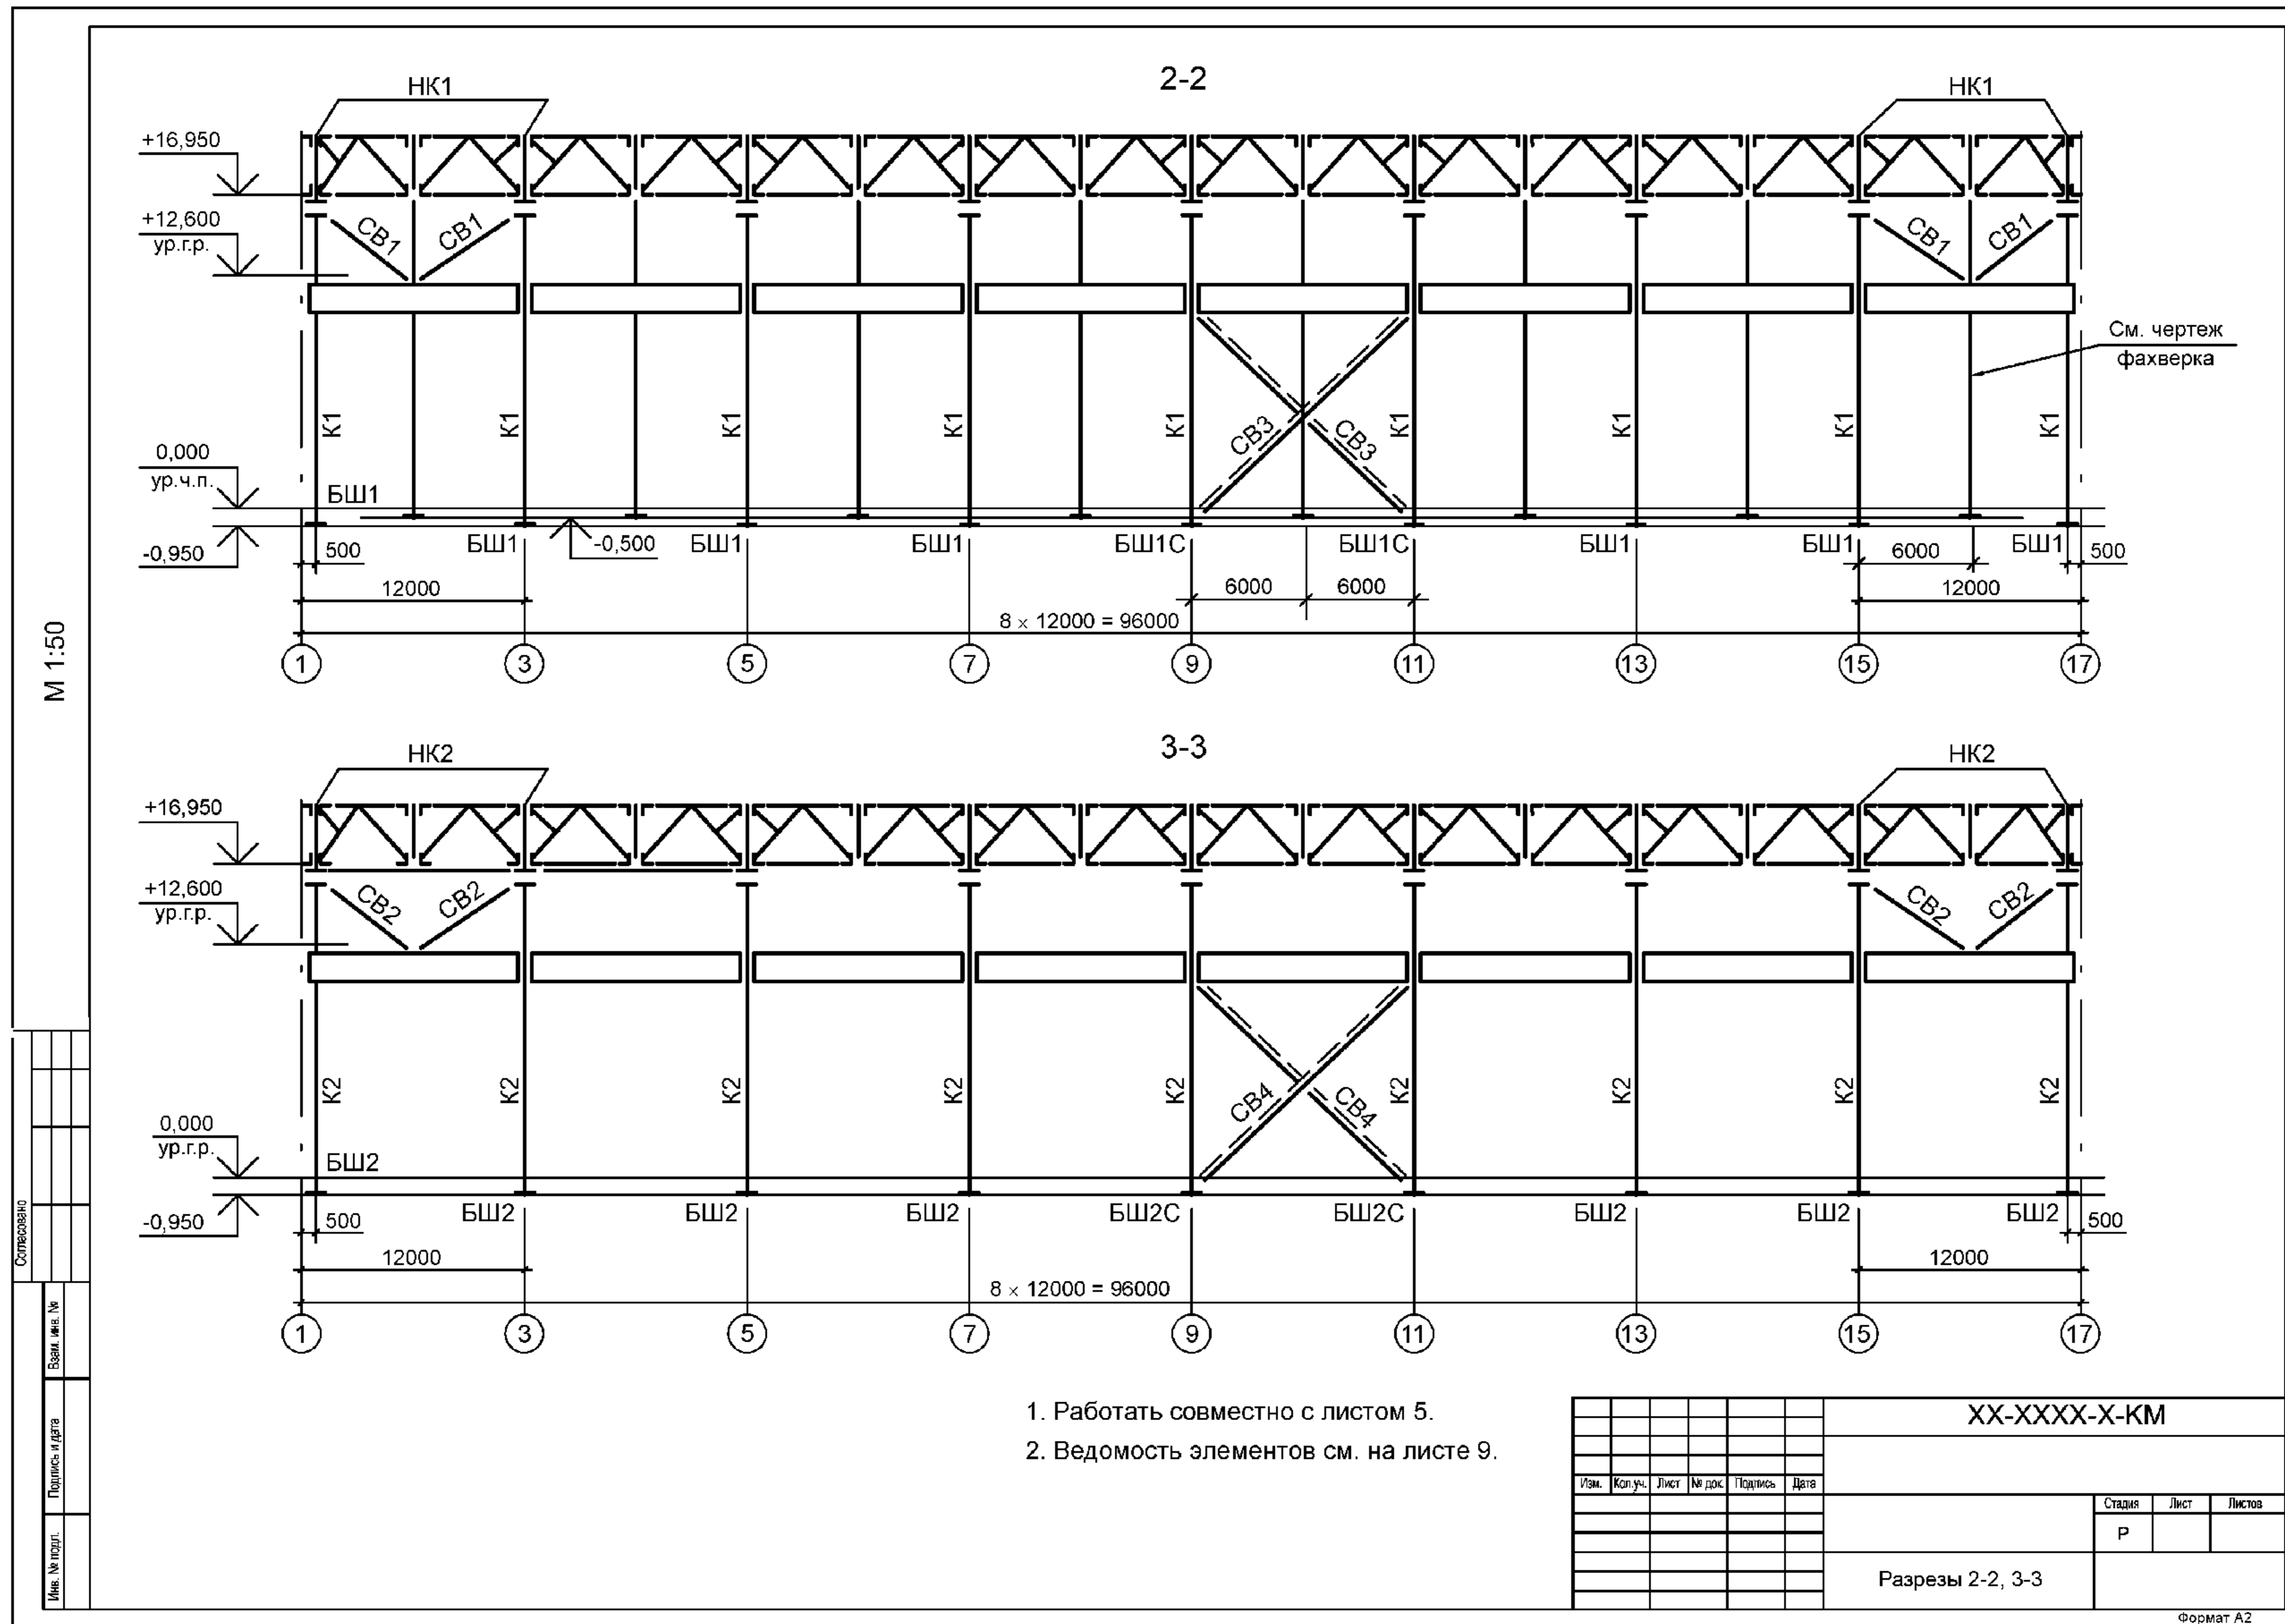 2-2
НК1
НК1
+16,950
+12,600
ур.г.р.
СВ1
СВ1
СВ1
СВ1
См. чертеж
фахверка
К1
К1
К1
К1
К1
СВ3
СВ3
К1
К1
К1
К1
0,000
ур.ч.п.
БШ1
-0,950
500
БШ1
-0,500
БШ1
БШ1
БШ1С
БШ1С
БШ1
БШ1
6000
БШ1
500
12000
6000
6000
12000
8 × 12000 = 96000
1
3
5
7
9
11
13
15
17
М 1:50
3-3
НК2
НК2
+16,950
+12,600
ур.г.р.
СВ2
СВ2
СВ2
СВ2
К2
К2
К2
К2
К2
СВ4
СВ4
К2
К2
К2
К2
0,000
ур.г.р.
БШ2
-0,950
500
БШ2
БШ2
БШ2
БШ2С
БШ2С
БШ2
БШ2
БШ2
500
12000
12000
8 × 12000 = 96000
1
3
5
7
9
11
13
15
17
1. Работать совместно с листом 5.
2. Ведомость элементов см. на листе 9.
Согласовано
Взам. инв. №
Подпись и дата
Инв. № подл.
ХХ-ХХХХ-Х-КМ
Изм. Кол.уч. Лист № док. Подпись Дата
Стадия Лист Листов
Р
Разрезы 2-2, 3-3
Формат А2